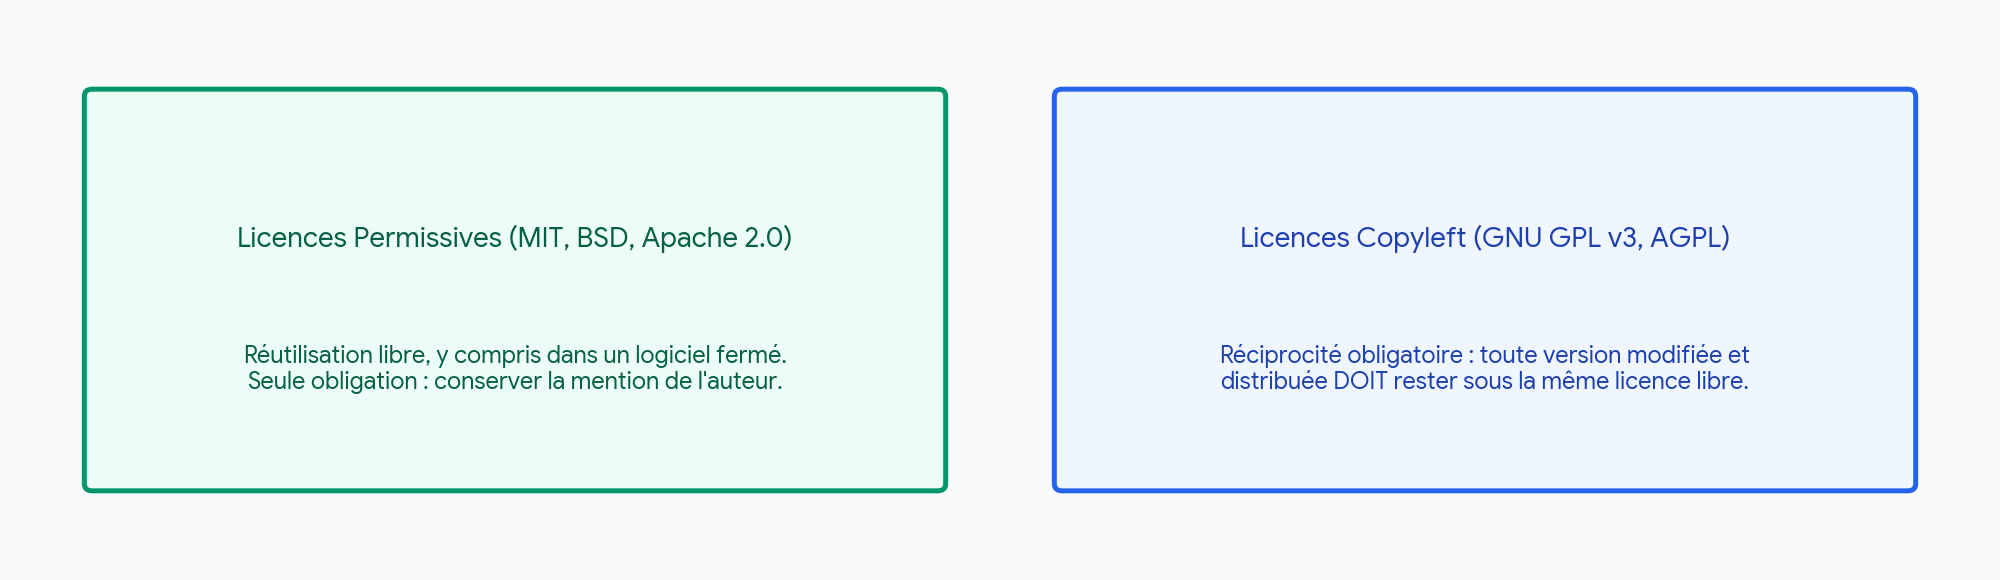 Licences Permissives (MIT, BSD, Apache 2.0)
Réutilisation libre, y compris dans un logiciel fermé.
Seule obligation : conserver la mention de l'auteur.
Licences Copyleft (GNU GPL v3, AGPL)
Réciprocité obligatoire : toute version modifiée et
distribuée DOIT rester sous la même licence libre.